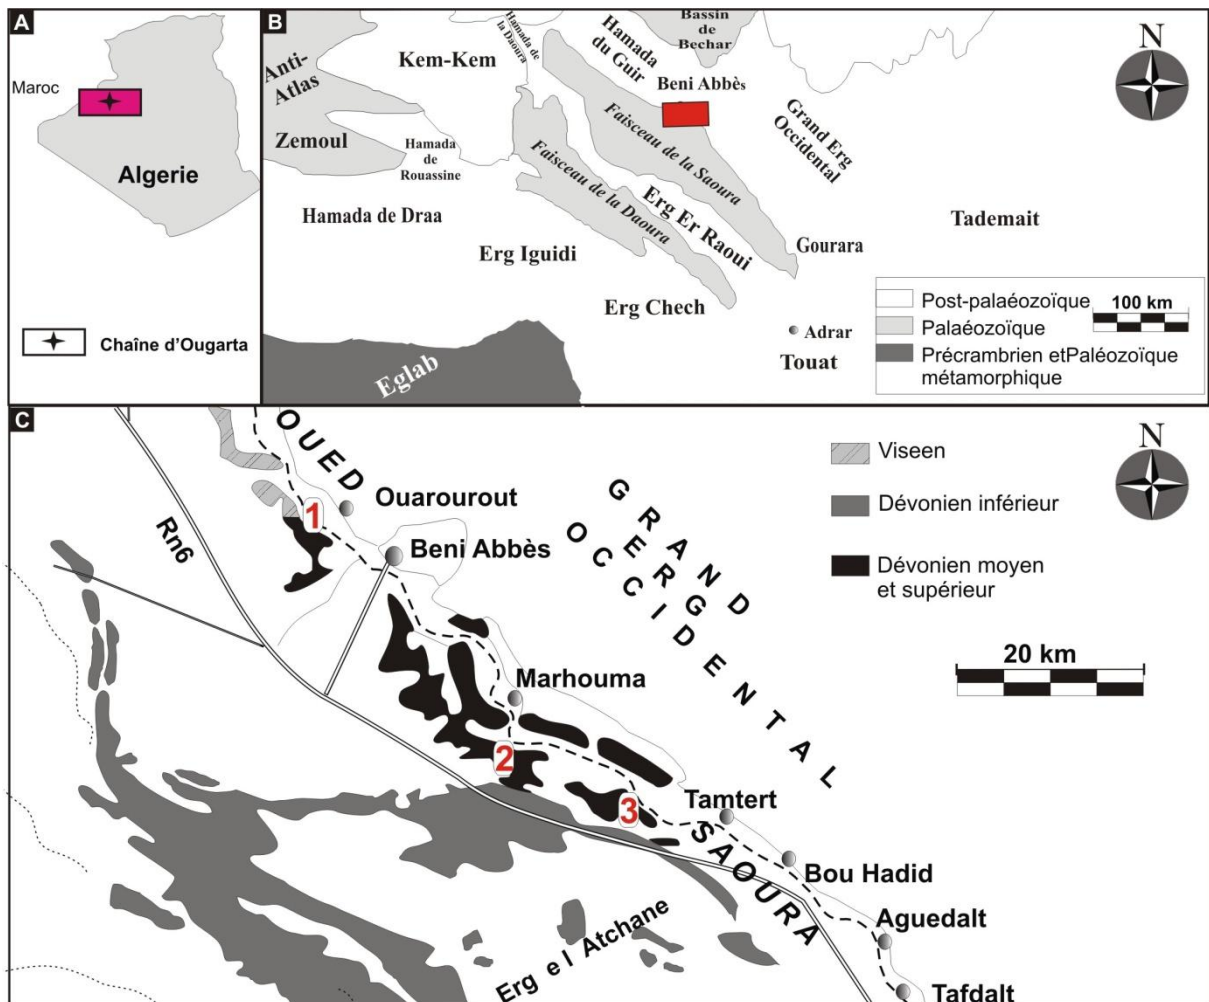 A
Maroc
Algerie
Chaîne d'Ougarta
B
Hamada de
la Daoura
Bassin
de
Bechar
Hamada
du Guir
Anti-
Atlas
Kem-Kem
Beni Abbès
Zemoul
Hamada
de
Rouassine
Faisceau de la Saoura
Faisceau de la Daoura
Grand Erg
Occidental
Hamada de Draa
Erg Er Raoui
Tademait
Erg Iguidi
Gourara
Erg Chech
Adrar
Touat
Eglab
N
Post-palaéozoïque
Palaéozoïque
Précrambrien etPaléozoïque
métamorphique
100 km
C
OUED
Ouarourout
1
Rn6
Beni Abbès
GRAND
ERG
OCCIDENTAL
Marhouma
2
3
Tamtert
SAOURA
Bou Hadid
Aguedalt
Erg e l Atchane
Tafdalt
Viseen
Dévonien inférieur
Dévonien moyen
et supérieur
N
20 km